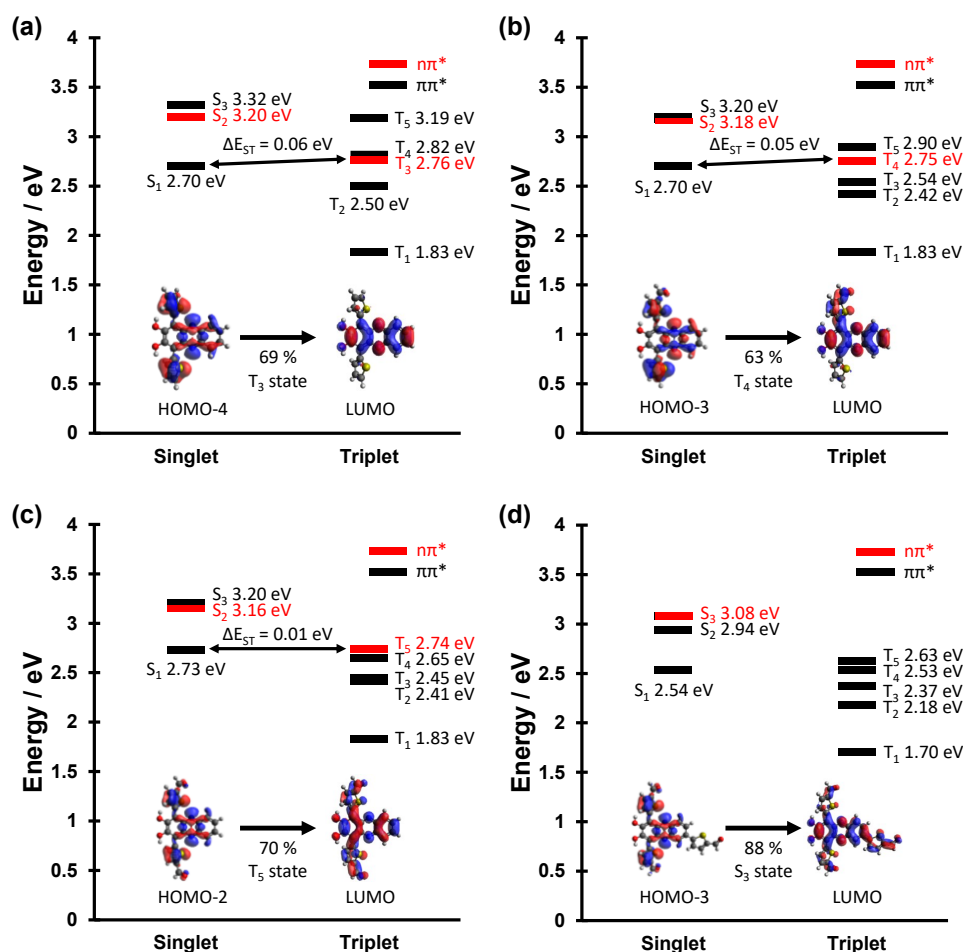 (a)
Energy / eV
4
3.5
3
2.5
2
1.5
1
0.5
0
nπ*
ππ*
S₃ 3.32 eV
S₂ 3.20 eV
T₅ 3.19 eV
ΔE_ST = 0.06 eV
T₄ 2.82 eV
T₃ 2.76 eV
S₁ 2.70 eV
T₂ 2.50 eV
T₁ 1.83 eV
69 %
T₃ state
HOMO-4
LUMO
Singlet
Triplet
(b)
Energy / eV
4
3.5
3
2.5
2
1.5
1
0.5
0
nπ*
ππ*
S₃ 3.20 eV
S₂ 3.18 eV
ΔE_ST = 0.05 eV
T₅ 2.90 eV
T₄ 2.75 eV
S₁ 2.70 eV
T₃ 2.54 eV
T₂ 2.42 eV
T₁ 1.83 eV
63 %
T₄ state
HOMO-3
LUMO
Singlet
Triplet
(c)
Energy / eV
4
3.5
3
2.5
2
1.5
1
0.5
0
nπ*
ππ*
S₃ 3.20 eV
S₂ 3.16 eV
ΔE_ST = 0.01 eV
T₅ 2.74 eV
S₁ 2.73 eV
T₄ 2.65 eV
T₃ 2.45 eV
T₂ 2.41 eV
T₁ 1.83 eV
70 %
T₅ state
HOMO-2
LUMO
Singlet
Triplet
(d)
Energy / eV
4
3.5
3
2.5
2
1.5
1
0.5
0
nπ*
ππ*
S₃ 3.08 eV
S₂ 2.94 eV
S₁ 2.54 eV
T₅ 2.63 eV
T₄ 2.53 eV
T₃ 2.37 eV
T₂ 2.18 eV
T₁ 1.70 eV
88 %
S₃ state
HOMO-3
LUMO
Singlet
Triplet